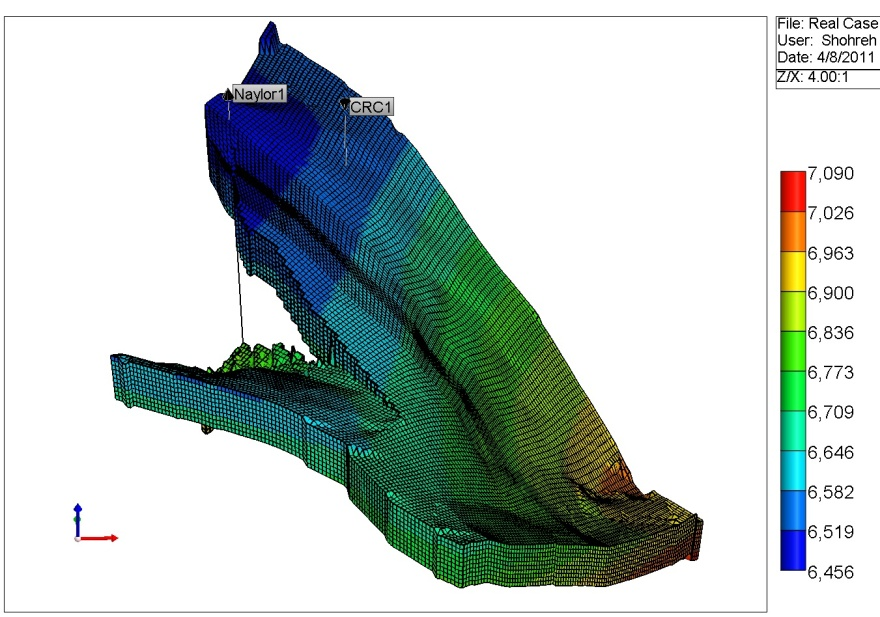 File: Real Case
User: Shohreh
Date: 4/8/2011
Z/X: 4.00:1
Naylor1
CRC1
7,090
7,026
6,963
6,900
6,836
6,773
6,709
6,646
6,582
6,519
6,456